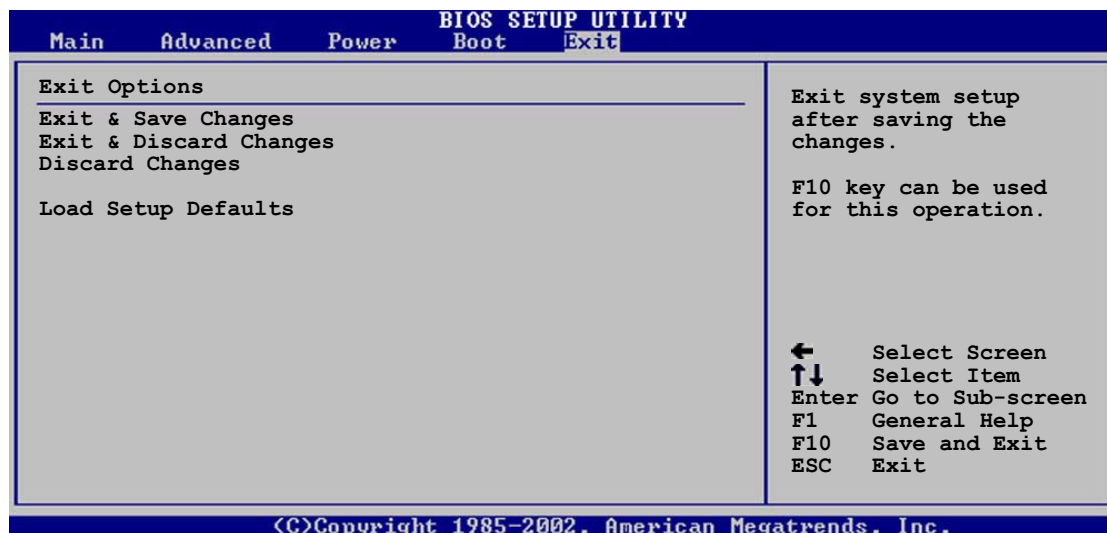 BIOS SETUP UTILITY
Main Advanced Power Boot Exit
Exit Options
Exit & Save Changes
Exit & Discard Changes
Discard Changes
Load Setup Defaults
Exit system setup
after saving the
changes.
F10 key can be used
for this operation.
← Select Screen
↑↓ Select Item
Enter Go to Sub-screen
F1 General Help
F10 Save and Exit
ESC Exit
(C)Copyright 1985-2002, American Megatrends, Inc.